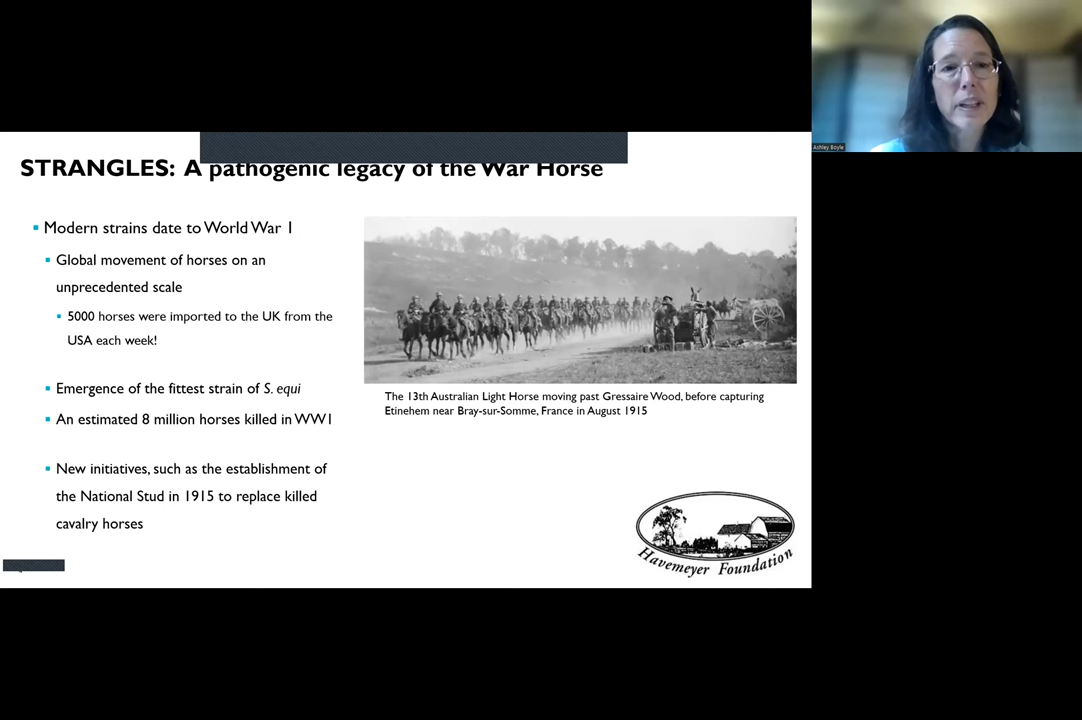 Ashley Boyle
STRANGLES: A pathogenic legacy of the War Horse
Modern strains date to World War 1
Global movement of horses on an
unprecedented scale
5000 horses were imported to the UK from the
USA each week!
Emergence of the fittest strain of S. equi
An estimated 8 million horses killed in WW1
New initiatives, such as the establishment of
the National Stud in 1915 to replace killed
cavalry horses
The 13th Australian Light Horse moving past Gressaire Wood, before capturing
Etinehem near Bray-sur-Somme, France in August 1915
Havemeyer Foundation